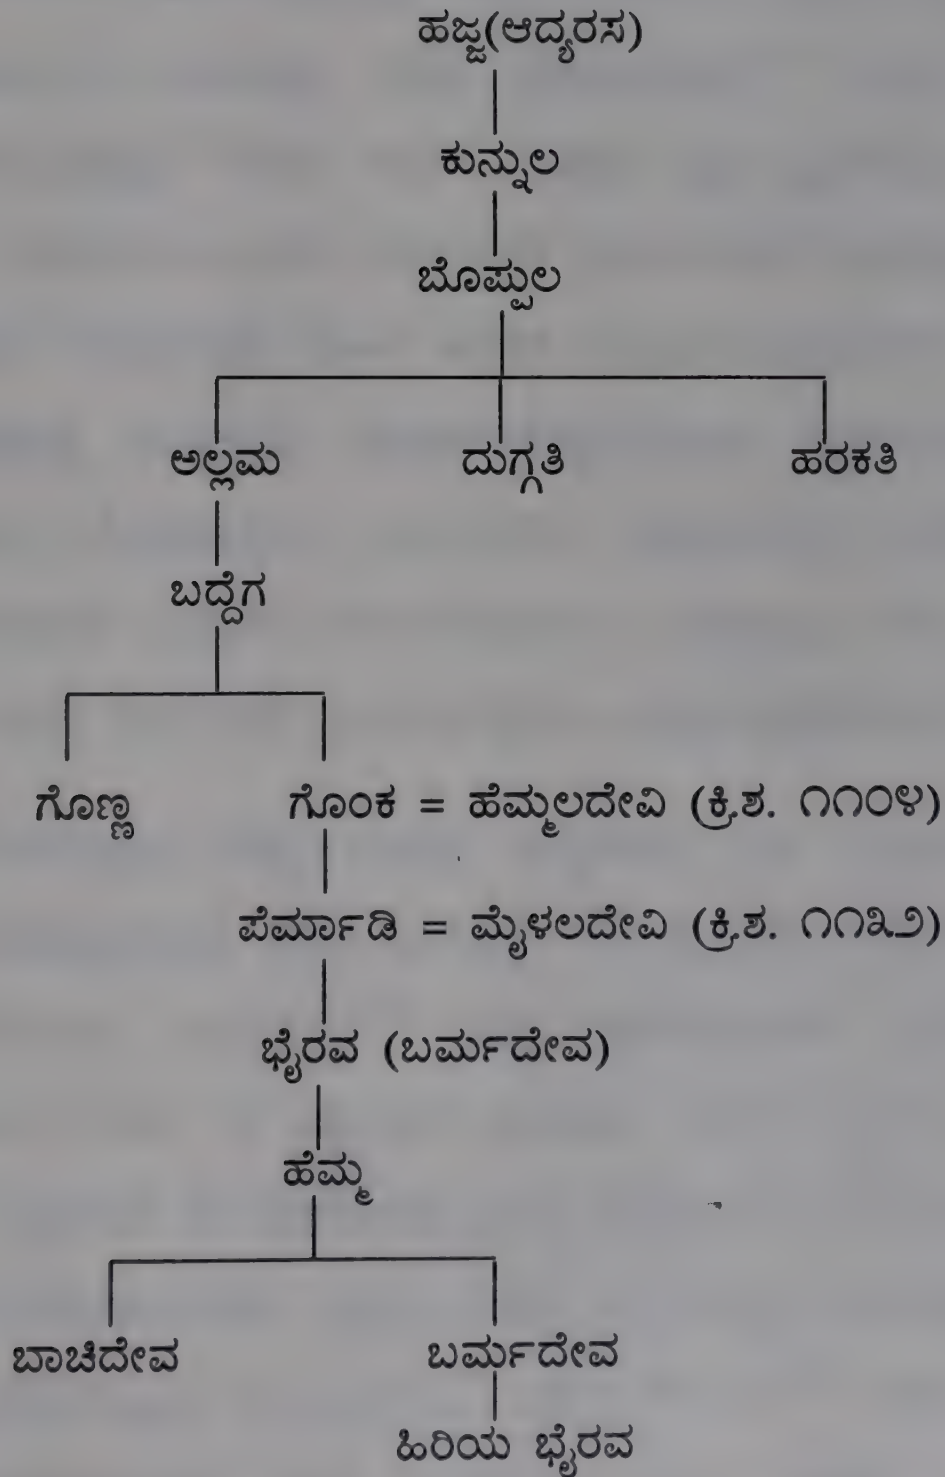 ಹಜ್ಜ(ಆದ್ಯರಸ)
ಕುನ್ನುಲ
ಬೊಪ್ಪುಲ
ಅಲ್ಲಮ ದುಗ್ಗತಿ ಹರಕತಿ
ಬದ್ದೆಗ
ಗೊಣ್ಣ ಗೊಂಕ = ಹೆಮ್ಮಲದೇವಿ (ಕ್ರಿ.ಶ. ೧೧೦೪)
ಪೆರ್ಮಾಡಿ = ಮೈಳಲದೇವಿ (ಕ್ರಿ.ಶ. ೧೧೩೨)
ಭೈರವ (ಬರ್ಮದೇವ)
ಹೆಮ್ಮ
ಬಾಚಿದೇವ ಬರ್ಮದೇವ
ಹಿರಿಯ ಭೈರವ